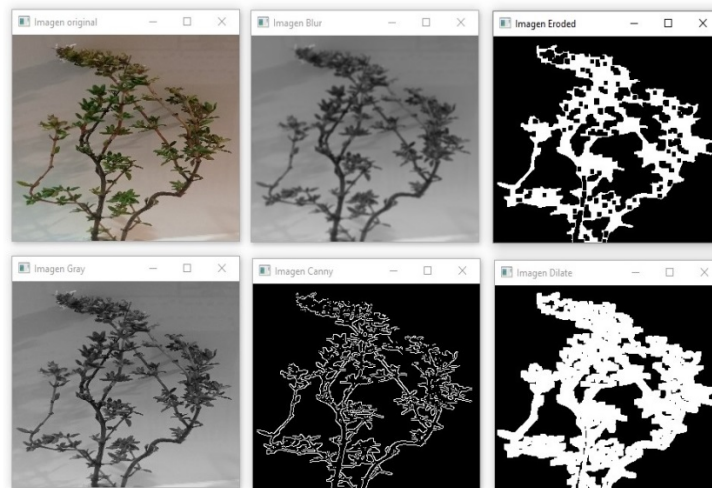 Imagen original
Imagen Blur
Imagen Eroded
Imagen Gray
Imagen Canny
Imagen Dilate